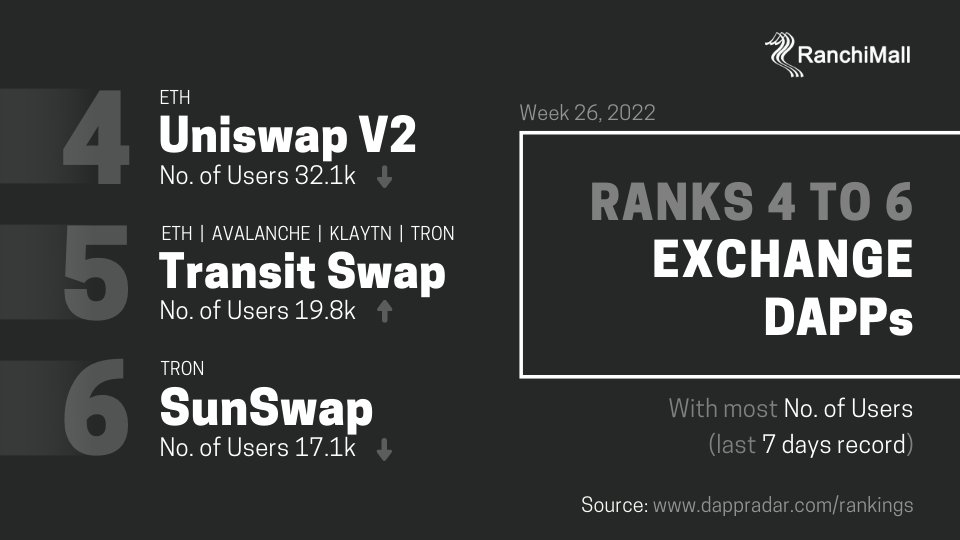 RanchiMall
4
ETH
Uniswap V2
No. of Users 32.1k
5
ETH | AVALANCHE | KLAYTN | TRON
Transit Swap
No. of Users 19.8k
6
TRON
SunSwap
No. of Users 17.1k
Week 26, 2022
RANKS 4 TO 6
EXCHANGE
DAPPs
With most No. of Users
(last 7 days record)
Source: www.dappradar.com/rankings